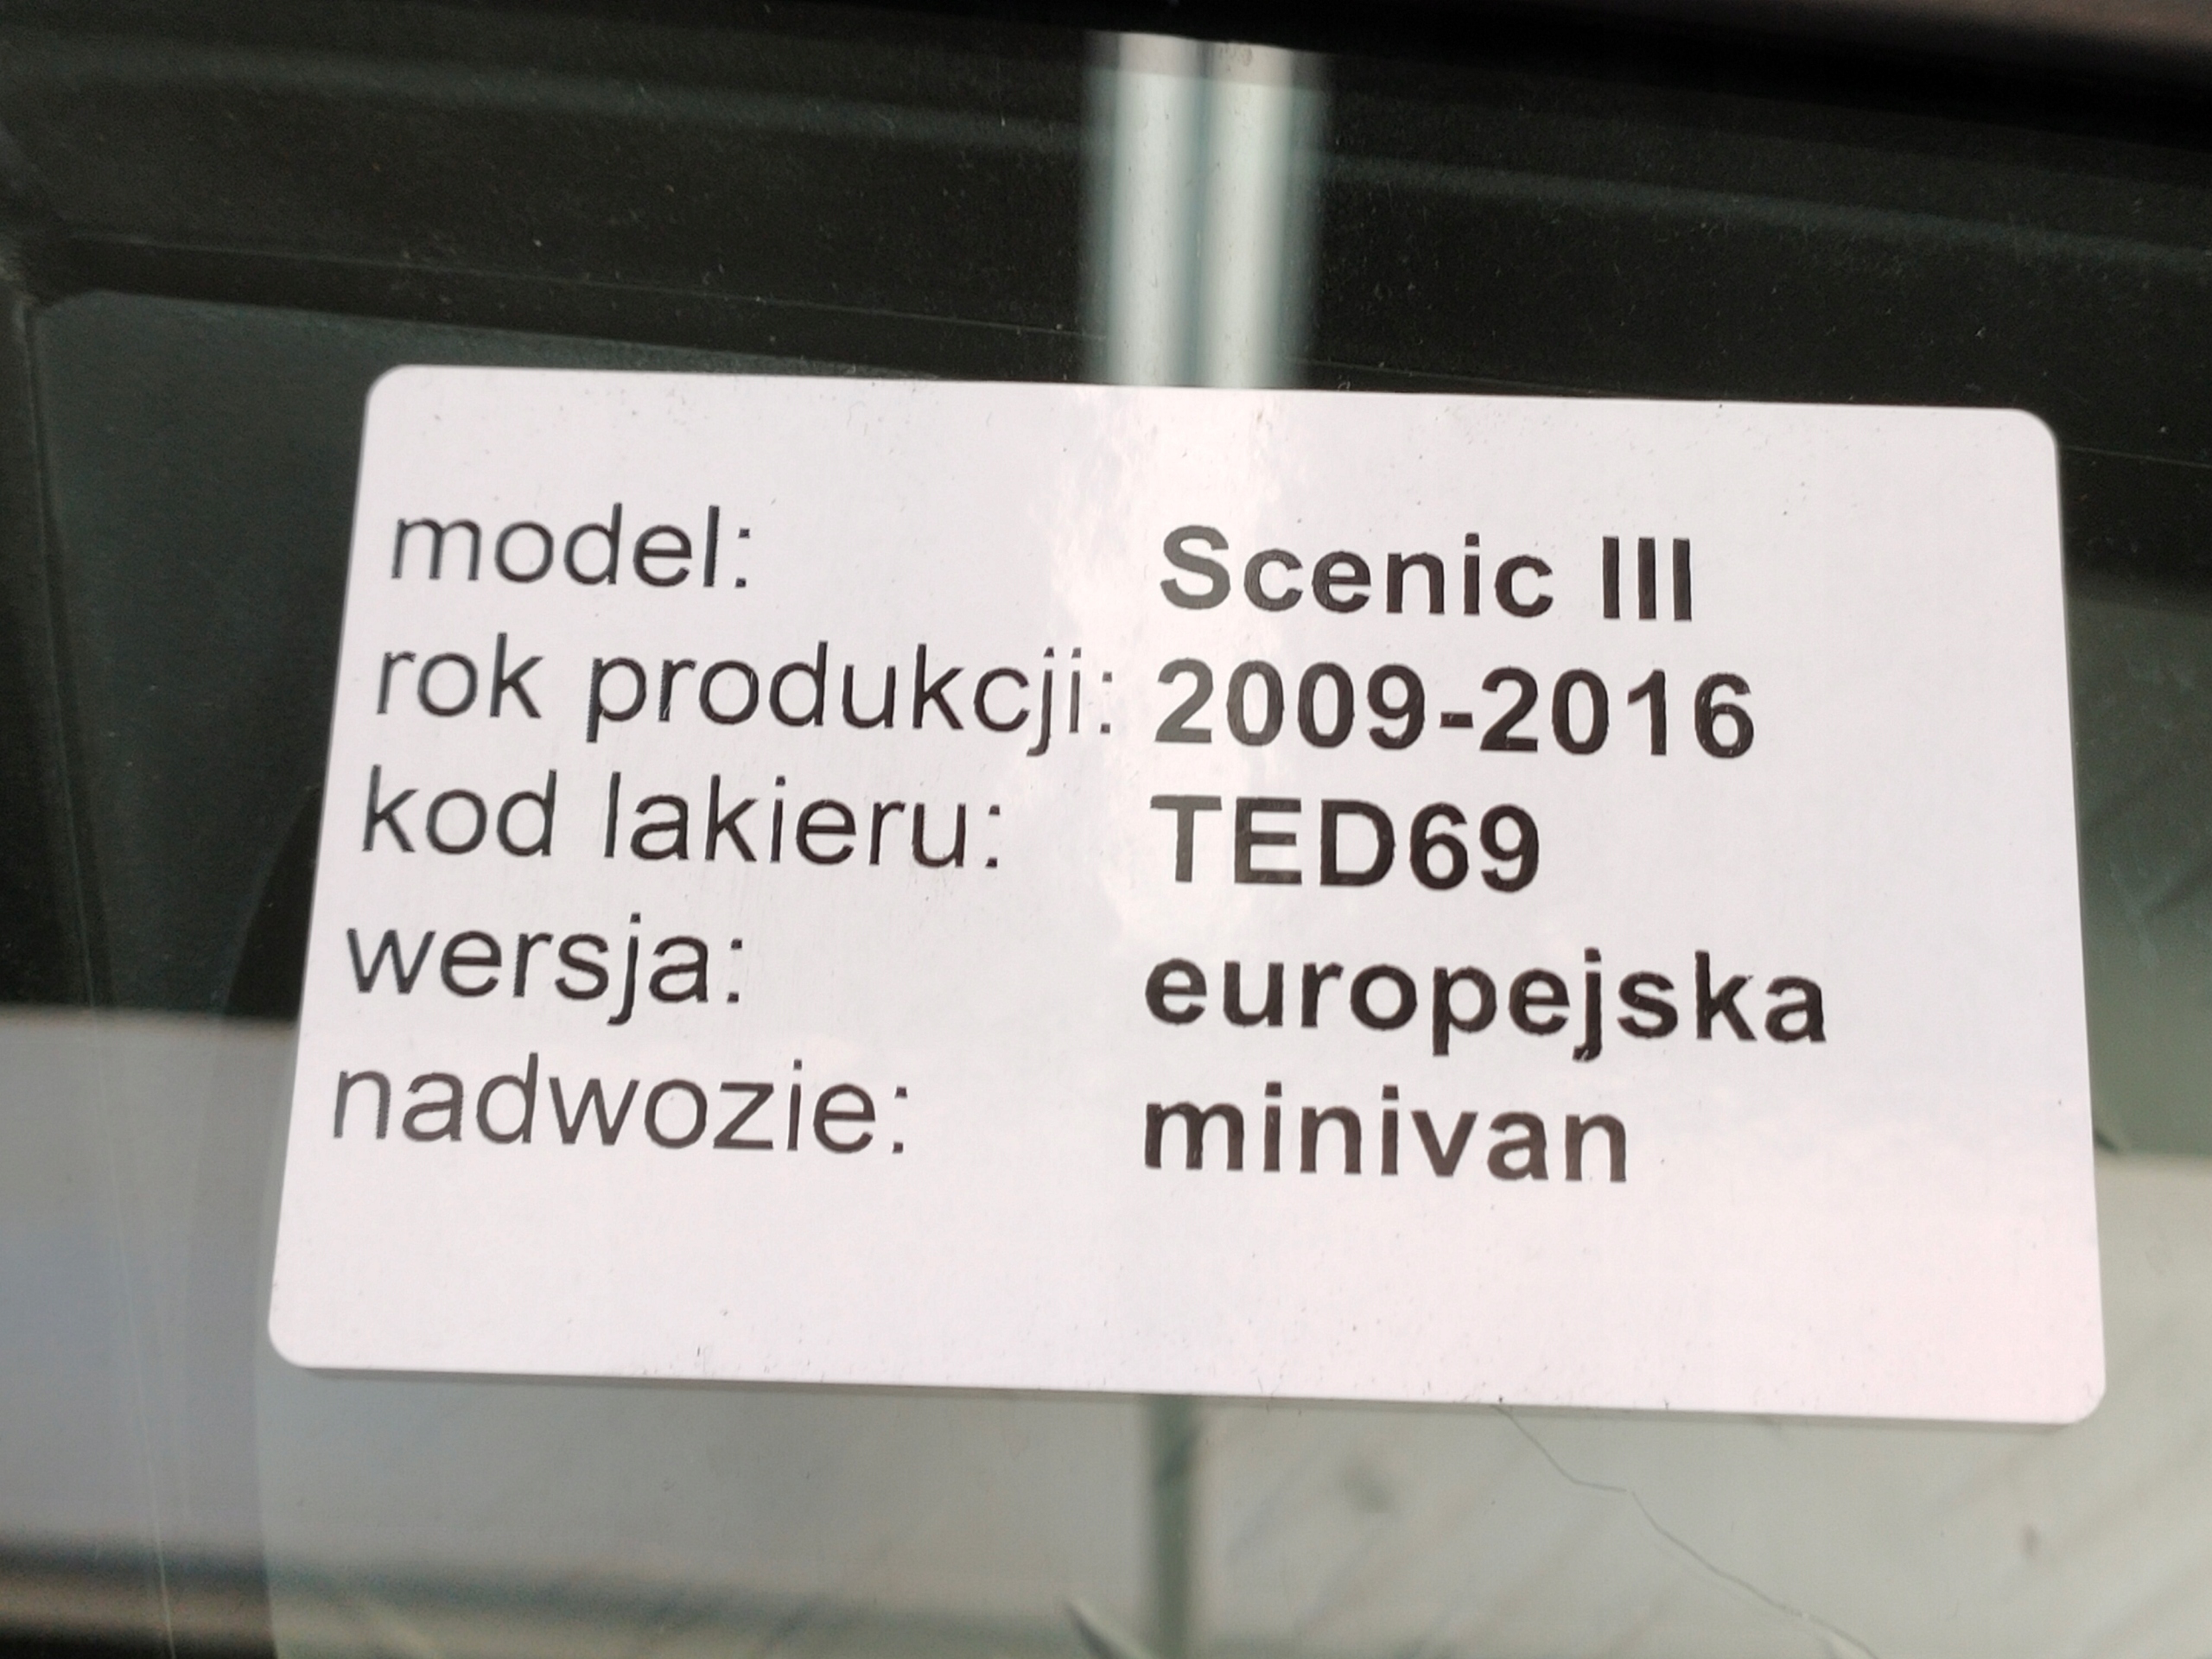 model: Scenic III
rok produkcji: 2009-2016
kod lakieru: TED69
wersja: europejska
nadwozie: minivan